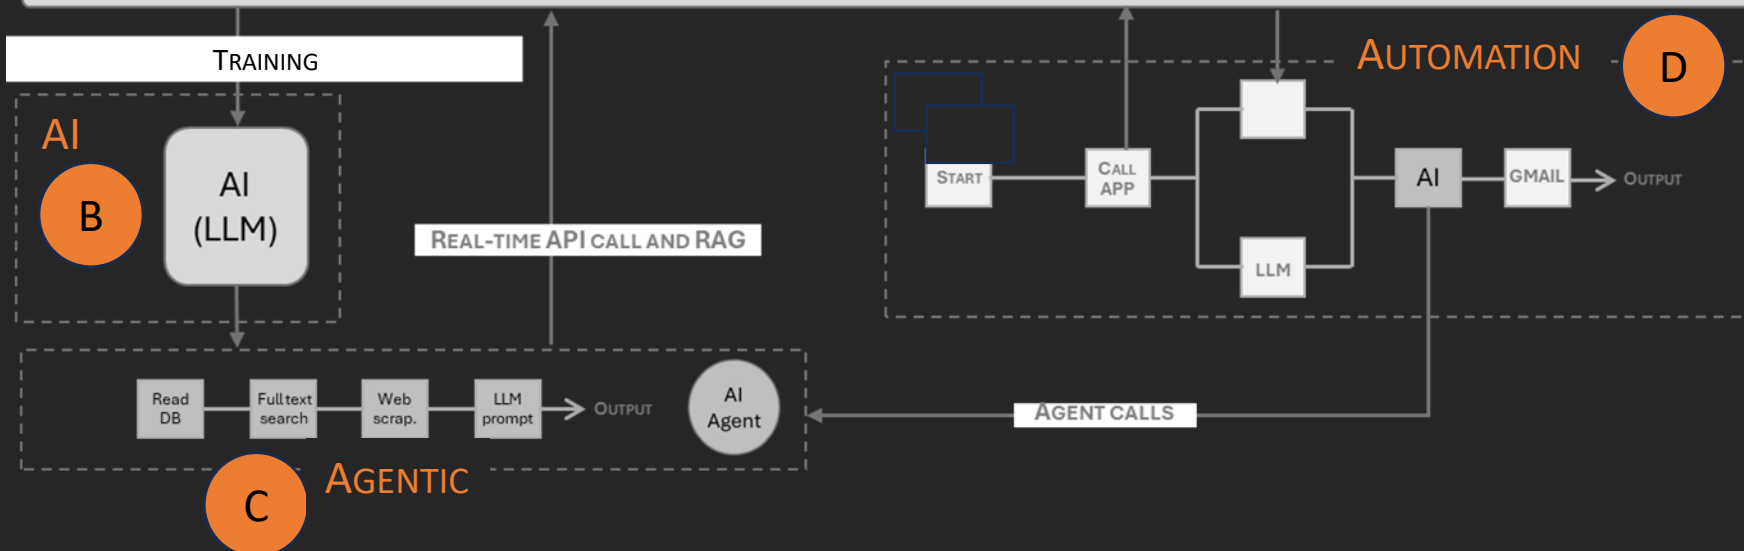 TRAINING
AI
B
AI
(LLM)
REAL-TIME API CALL AND RAG
Read
DB
Full text
search
Web
scrap.
LLM
prompt
OUTPUT
AI
Agent
C
AGENTIC
AUTOMATION
D
START
CALL
APP
LLM
AI
GMAIL
OUTPUT
AGENT CALLS